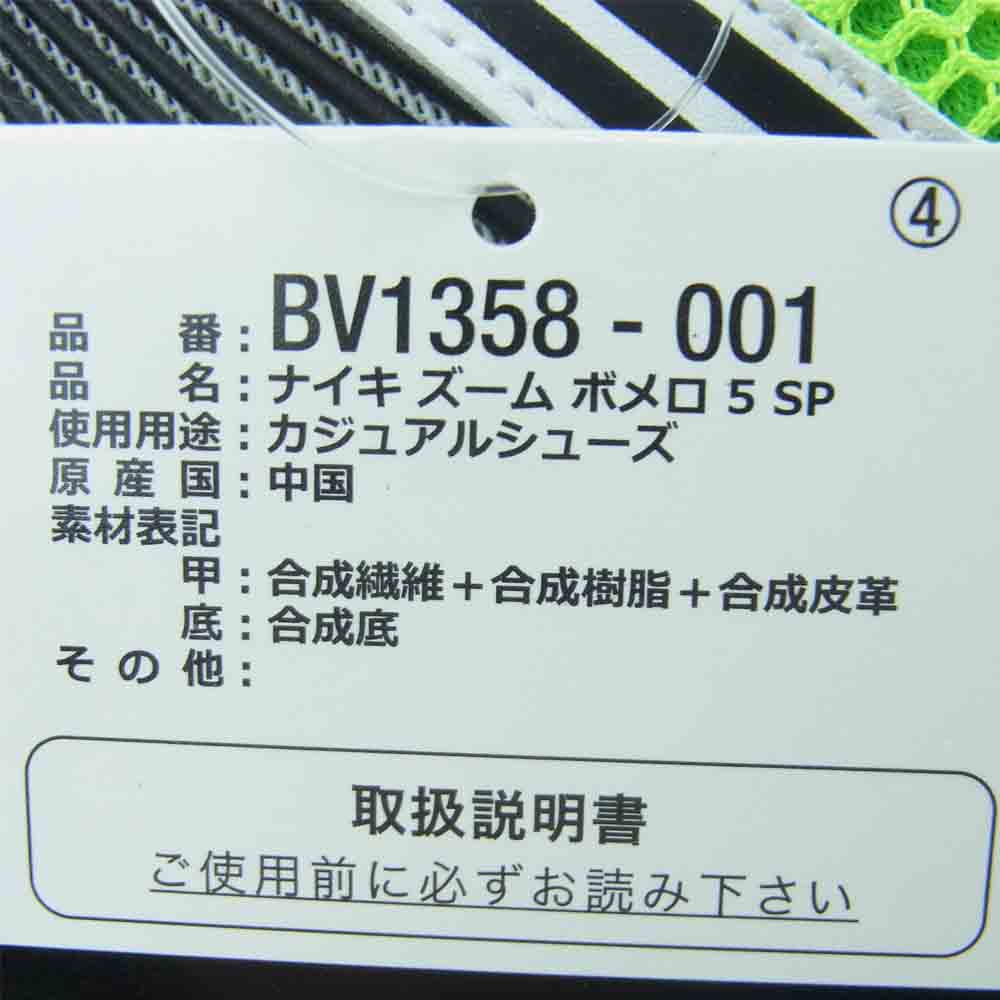 ④
品番：BV1358 - 001
品名：ナイキ ズーム ボメロ 5 SP
使用用途：カジュアルシューズ
原産国：中国
素材表記
甲：合成繊維＋合成樹脂＋合成皮革
底：合成底
その他：
取扱説明書
ご使用前に必ずお読み下さい